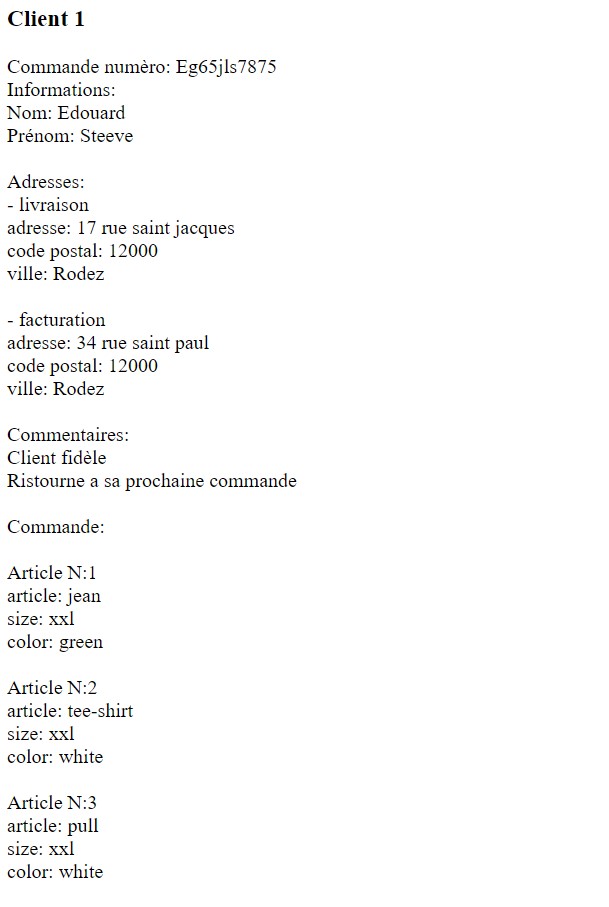 Client 1
Commande numèro: Eg65jls7875
Informations:
Nom: Edouard
Prénom: Steeve
Adresses:
- livraison
adresse: 17 rue saint jacques
code postal: 12000
ville: Rodez
- facturation
adresse: 34 rue saint paul
code postal: 12000
ville: Rodez
Commentaires:
Client fidèle
Ristourne a sa prochaine commande
Commande:
Article N:1
article: jean
size: xxl
color: green
Article N:2
article: tee-shirt
size: xxl
color: white
Article N:3
article: pull
size: xxl
color: white